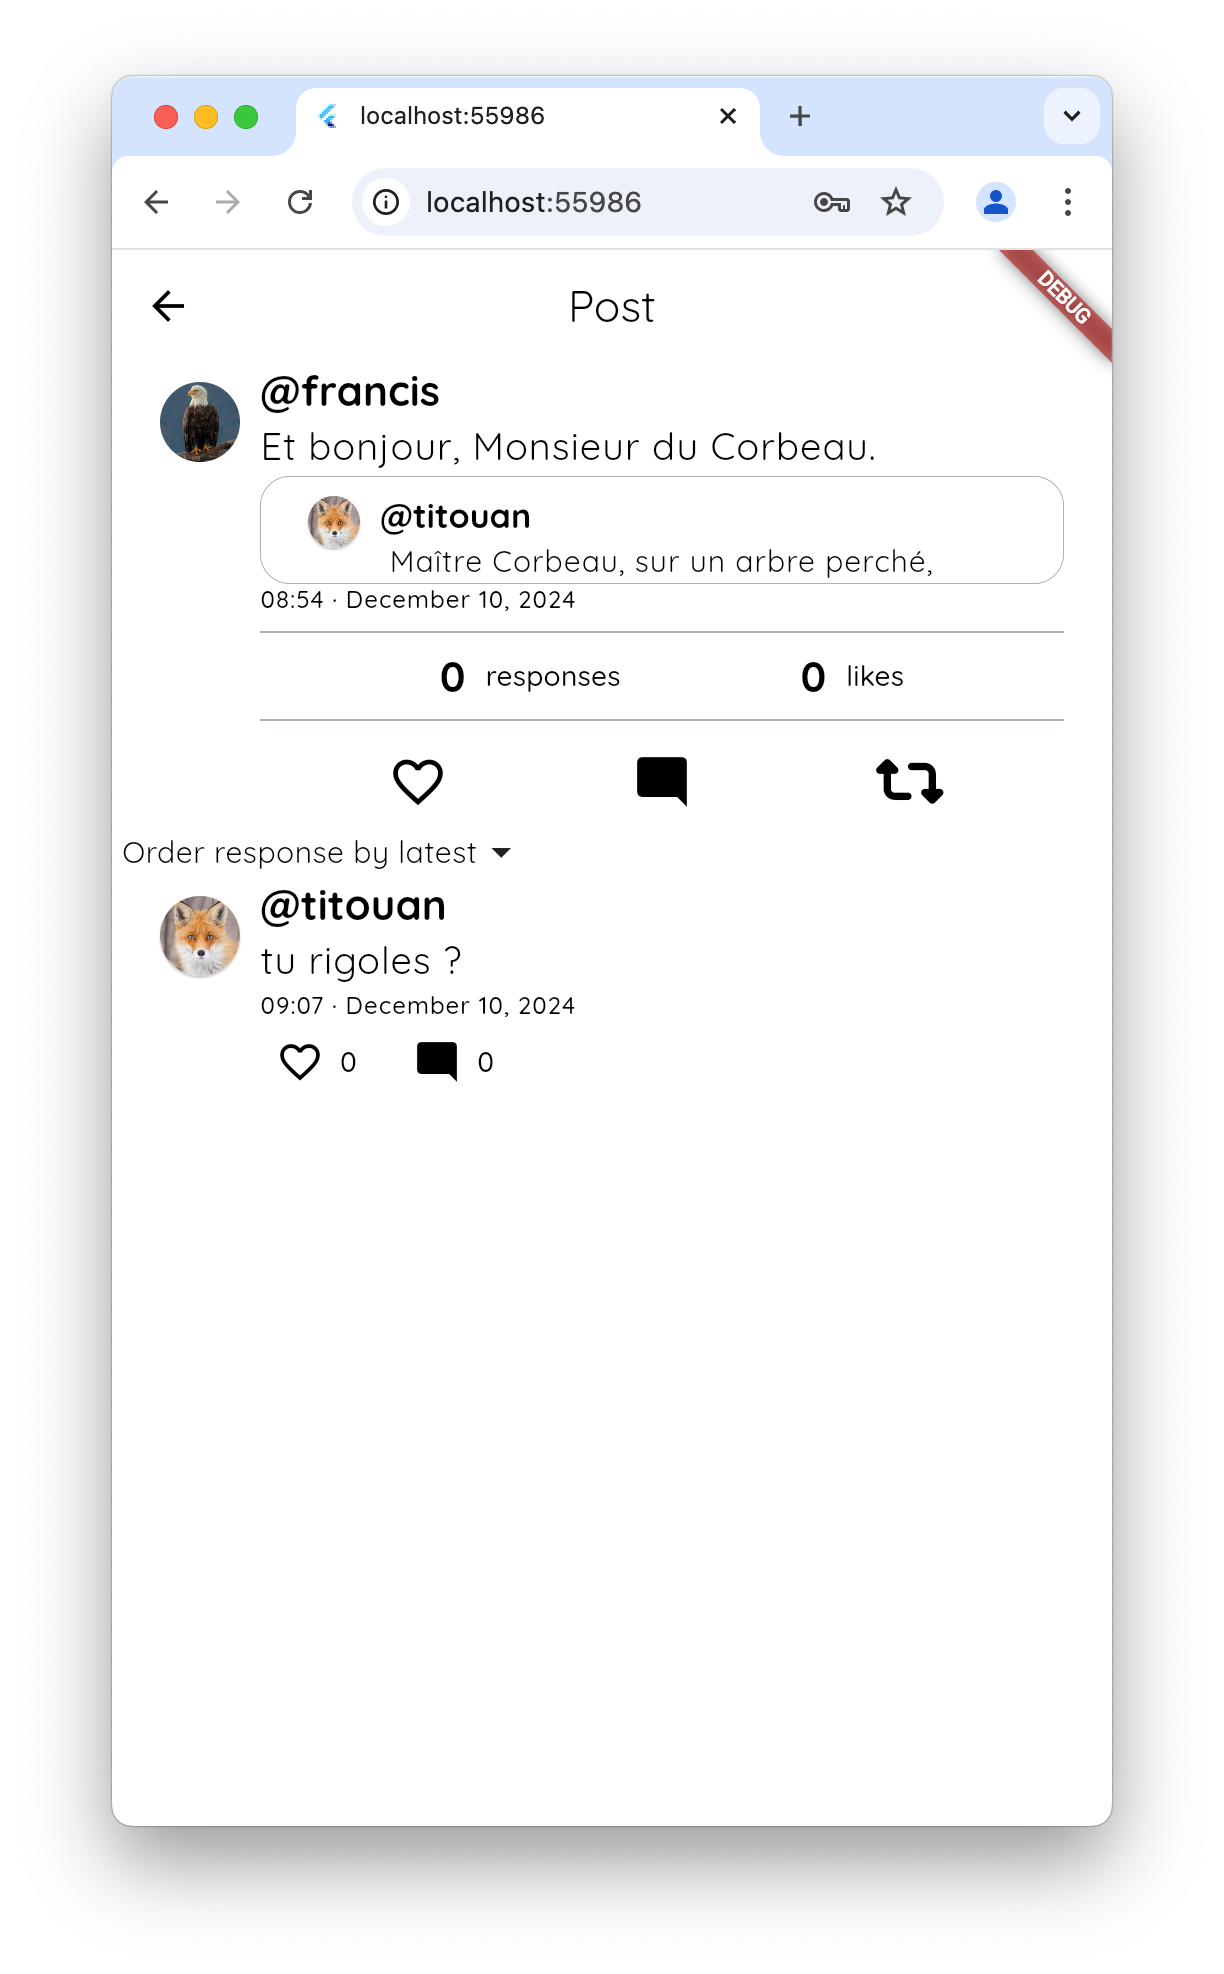 localhost:55986
localhost:55986
DEBUG
Post
@francis
Et bonjour, Monsieur du Corbeau.
@titouan
Maître Corbeau, sur un arbre perché,
08:54 · December 10, 2024
0 responses 0 likes
Order response by latest
@titouan
tu rigoles ?
09:07 · December 10, 2024
0 0